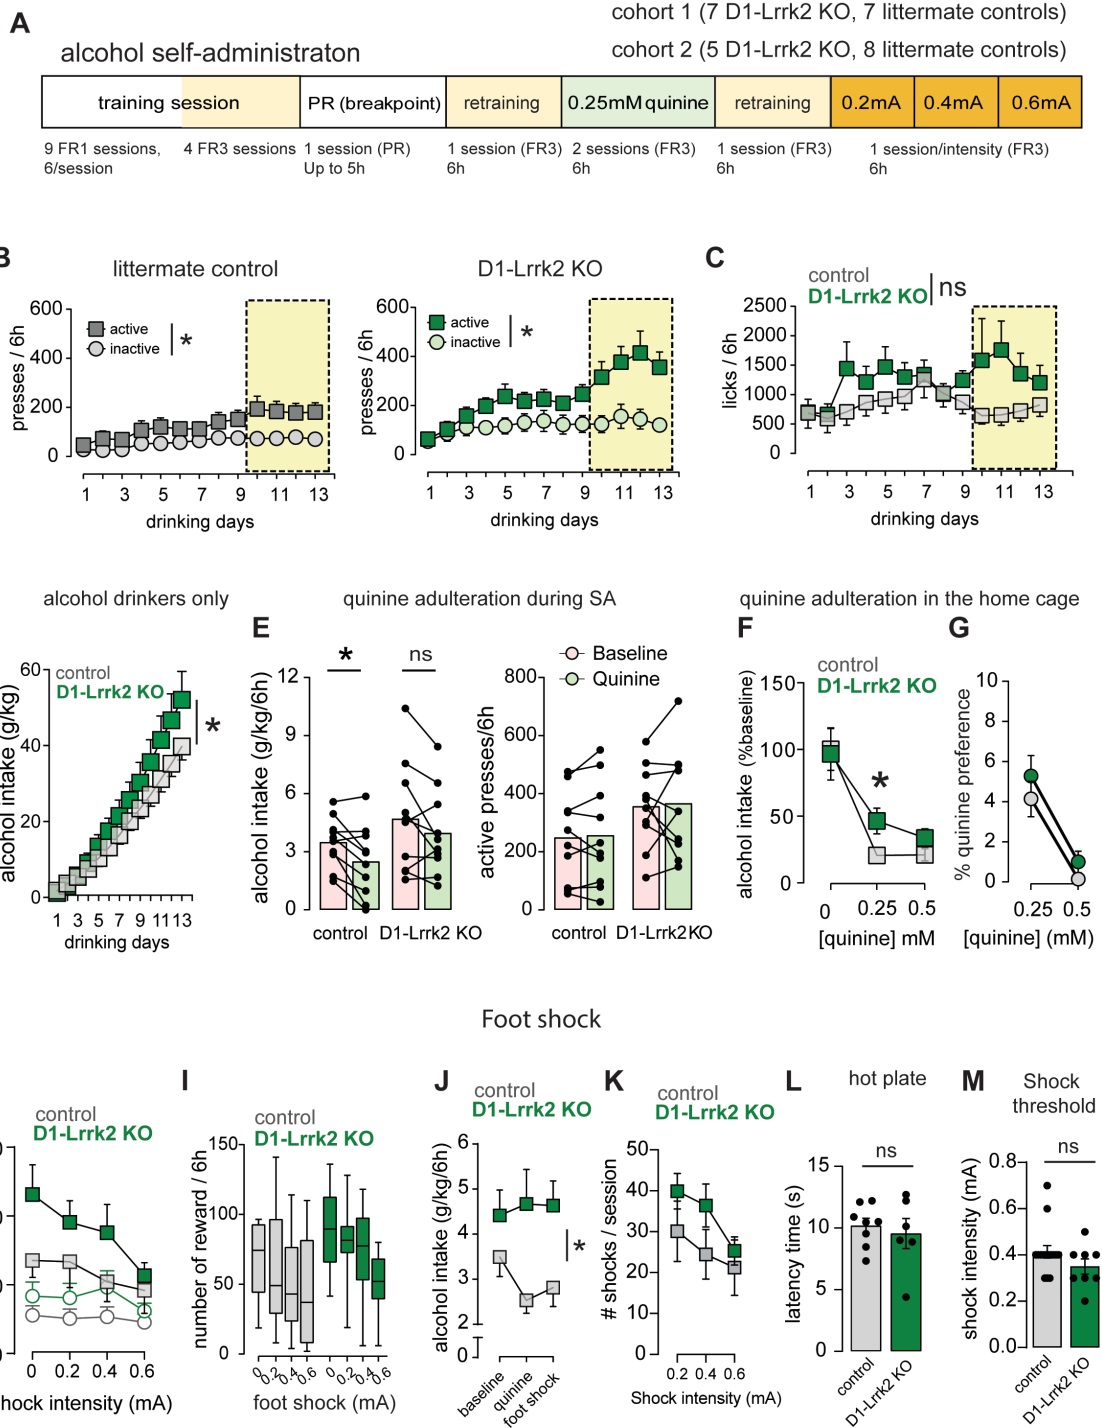 A
cohort 1 (7 D1-Lrrk2 KO, 7 littermate controls)
alcohol self-administraton
cohort 2 (5 D1-Lrrk2 KO, 8 littermate controls)
training session
PR (breakpoint)
retraining
0.25mM quinine
retraining
0.2mA
0.4mA
0.6mA
9 FR1 sessions,
6/session
4 FR3 sessions
1 session (PR)
Up to 5h
1 session (FR3)
6h
2 sessions (FR3)
6h
1 session (FR3)
6h
1 session/intensity (FR3)
6h
B
littermate control
presses / 6h
600
400
200
0
active
inactive
*
1 3 5 7 9 11 13
drinking days
D1-Lrrk2 KO
presses / 6h
600
400
200
0
active
inactive
*
1 3 5 7 9 11 13
drinking days
C
control
D1-Lrrk2 KO
ns
licks / 6h
2500
2000
1500
1000
500
0
1 3 5 7 9 11 13
drinking days
alcohol drinkers only
control
D1-Lrrk2 KO
*
alcohol intake (g/kg)
60
40
20
0
1 3 5 7 9 11 13
drinking days
quinine adulteration during SA
E
* ns
alcohol intake (g/kg/6h)
12
9
6
3
0
control D1-Lrrk2 KO
Baseline
Quinine
active presses/6h
800
600
400
200
0
control D1-Lrrk2KO
quinine adulteration in the home cage
F
control
D1-Lrrk2 KO
alcohol intake (%baseline)
150
100
50
0
*
0 0.25 0.5
[quinine] mM
G
% quinine preference
10
8
6
4
2
0
0.25 0.5
[quinine] (mM)
Foot shock
control
D1-Lrrk2 KO
0 0.2 0.4 0.6
shock intensity (mA)
I
control
D1-Lrrk2 KO
number of reward / 6h
150
100
50
0
0 0.2 0.4 0.6 0 0.2 0.4 0.6
foot shock (mA)
J
control
D1-Lrrk2 KO
alcohol intake (g/kg/6h)
6
5
4
3
2
0
*
baseline
quinine
foot shock
K
control
D1-Lrrk2 KO
# shocks / session
50
40
30
20
10
0
0.2 0.4 0.6
Shock intensity (mA)
L
hot plate
ns
latency time (s)
15
10
5
0
control
D1-Lrrk2 KO
M
Shock
threshold
ns
shock intensity (mA)
0.8
0.6
0.4
0.2
0.0
control
D1-Lrrk2 KO